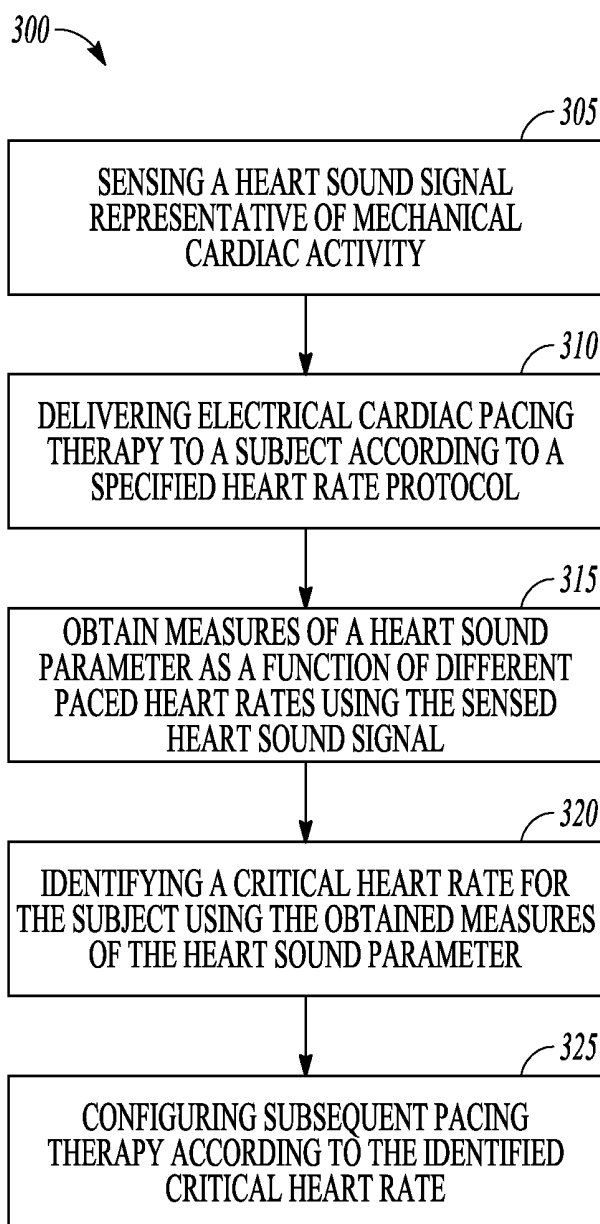 300
305
SENSING A HEART SOUND SIGNAL
REPRESENTATIVE OF MECHANICAL
CARDIAC ACTIVITY
310
DELIVERING ELECTRICAL CARDIAC PACING
THERAPY TO A SUBJECT ACCORDING TO A
SPECIFIED HEART RATE PROTOCOL
315
OBTAIN MEASURES OF A HEART SOUND
PARAMETER AS A FUNCTION OF DIFFERENT
PACED HEART RATES USING THE SENSED
HEART SOUND SIGNAL
320
IDENTIFYING A CRITICAL HEART RATE FOR
THE SUBJECT USING THE OBTAINED MEASURES
OF THE HEART SOUND PARAMETER
325
CONFIGURING SUBSEQUENT PACING
THERAPY ACCORDING TO THE IDENTIFIED
CRITICAL HEART RATE